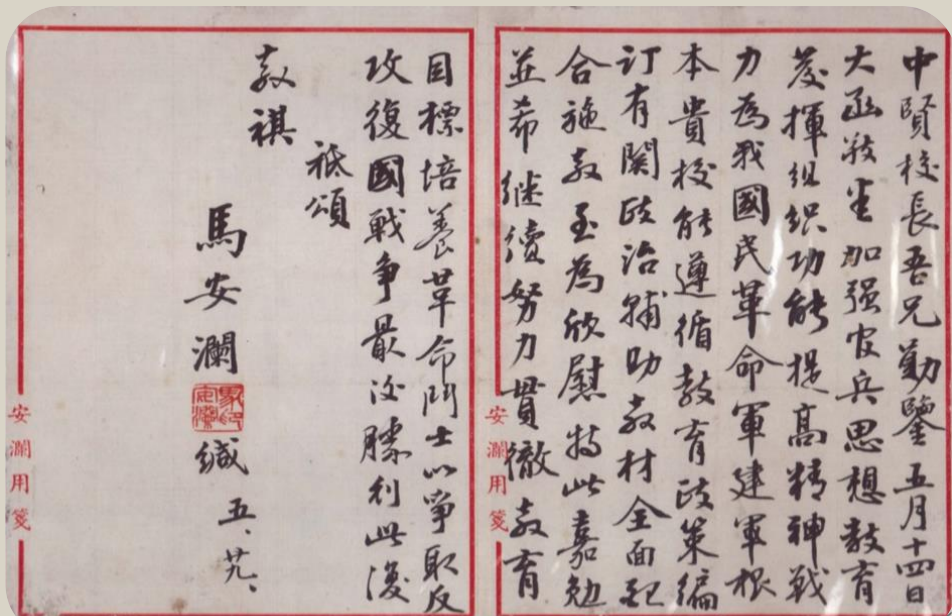 中賢校長吾兄勛鑒五月十四日
大函敬悉加强官兵思想教育
發揮組織功能提高精神戰
力為我國民革命軍建軍根
本貴校能遵循教育政策編
訂有關政治輔助教材全面配
合施教至為欣慰特此嘉勉
並希継續努力貫徹教育
安瀾用箋
目標培養革命鬥士以爭取反
攻復國戰爭最後勝利此復
祗頌
教祺
馬安瀾緘 五、廿九、
安瀾用箋